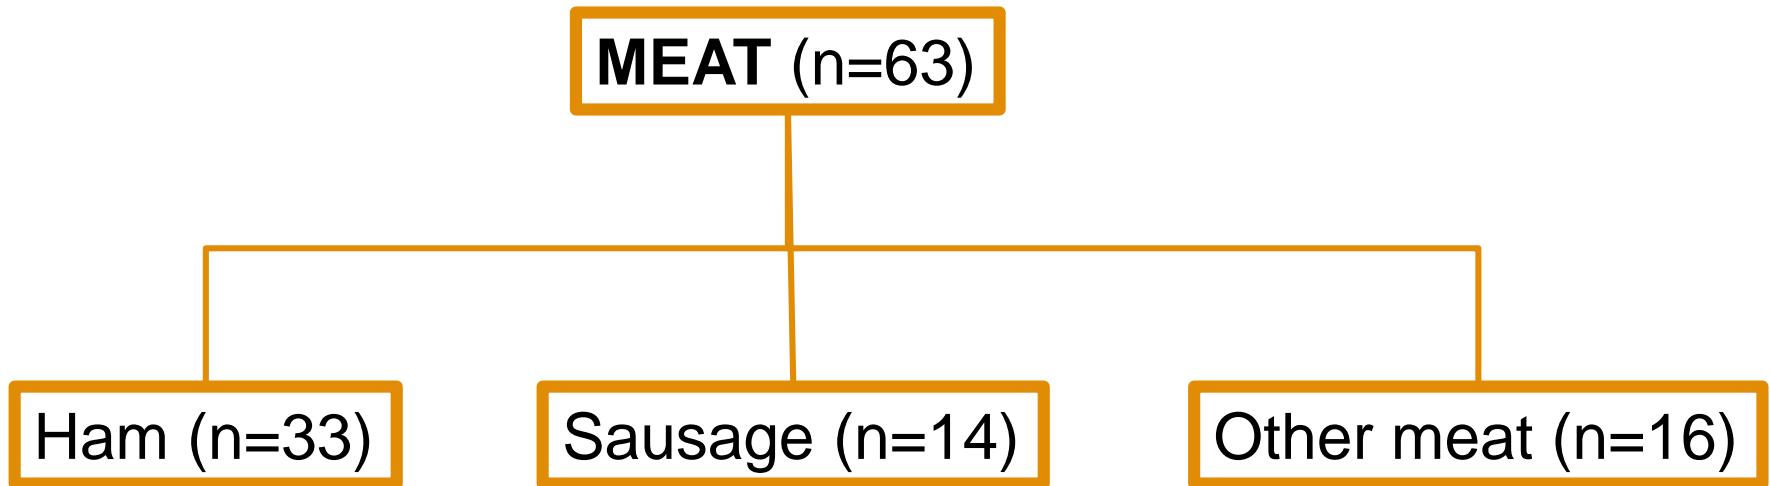 MEAT (n=63)
Ham (n=33)
Sausage (n=14)
Other meat (n=16)